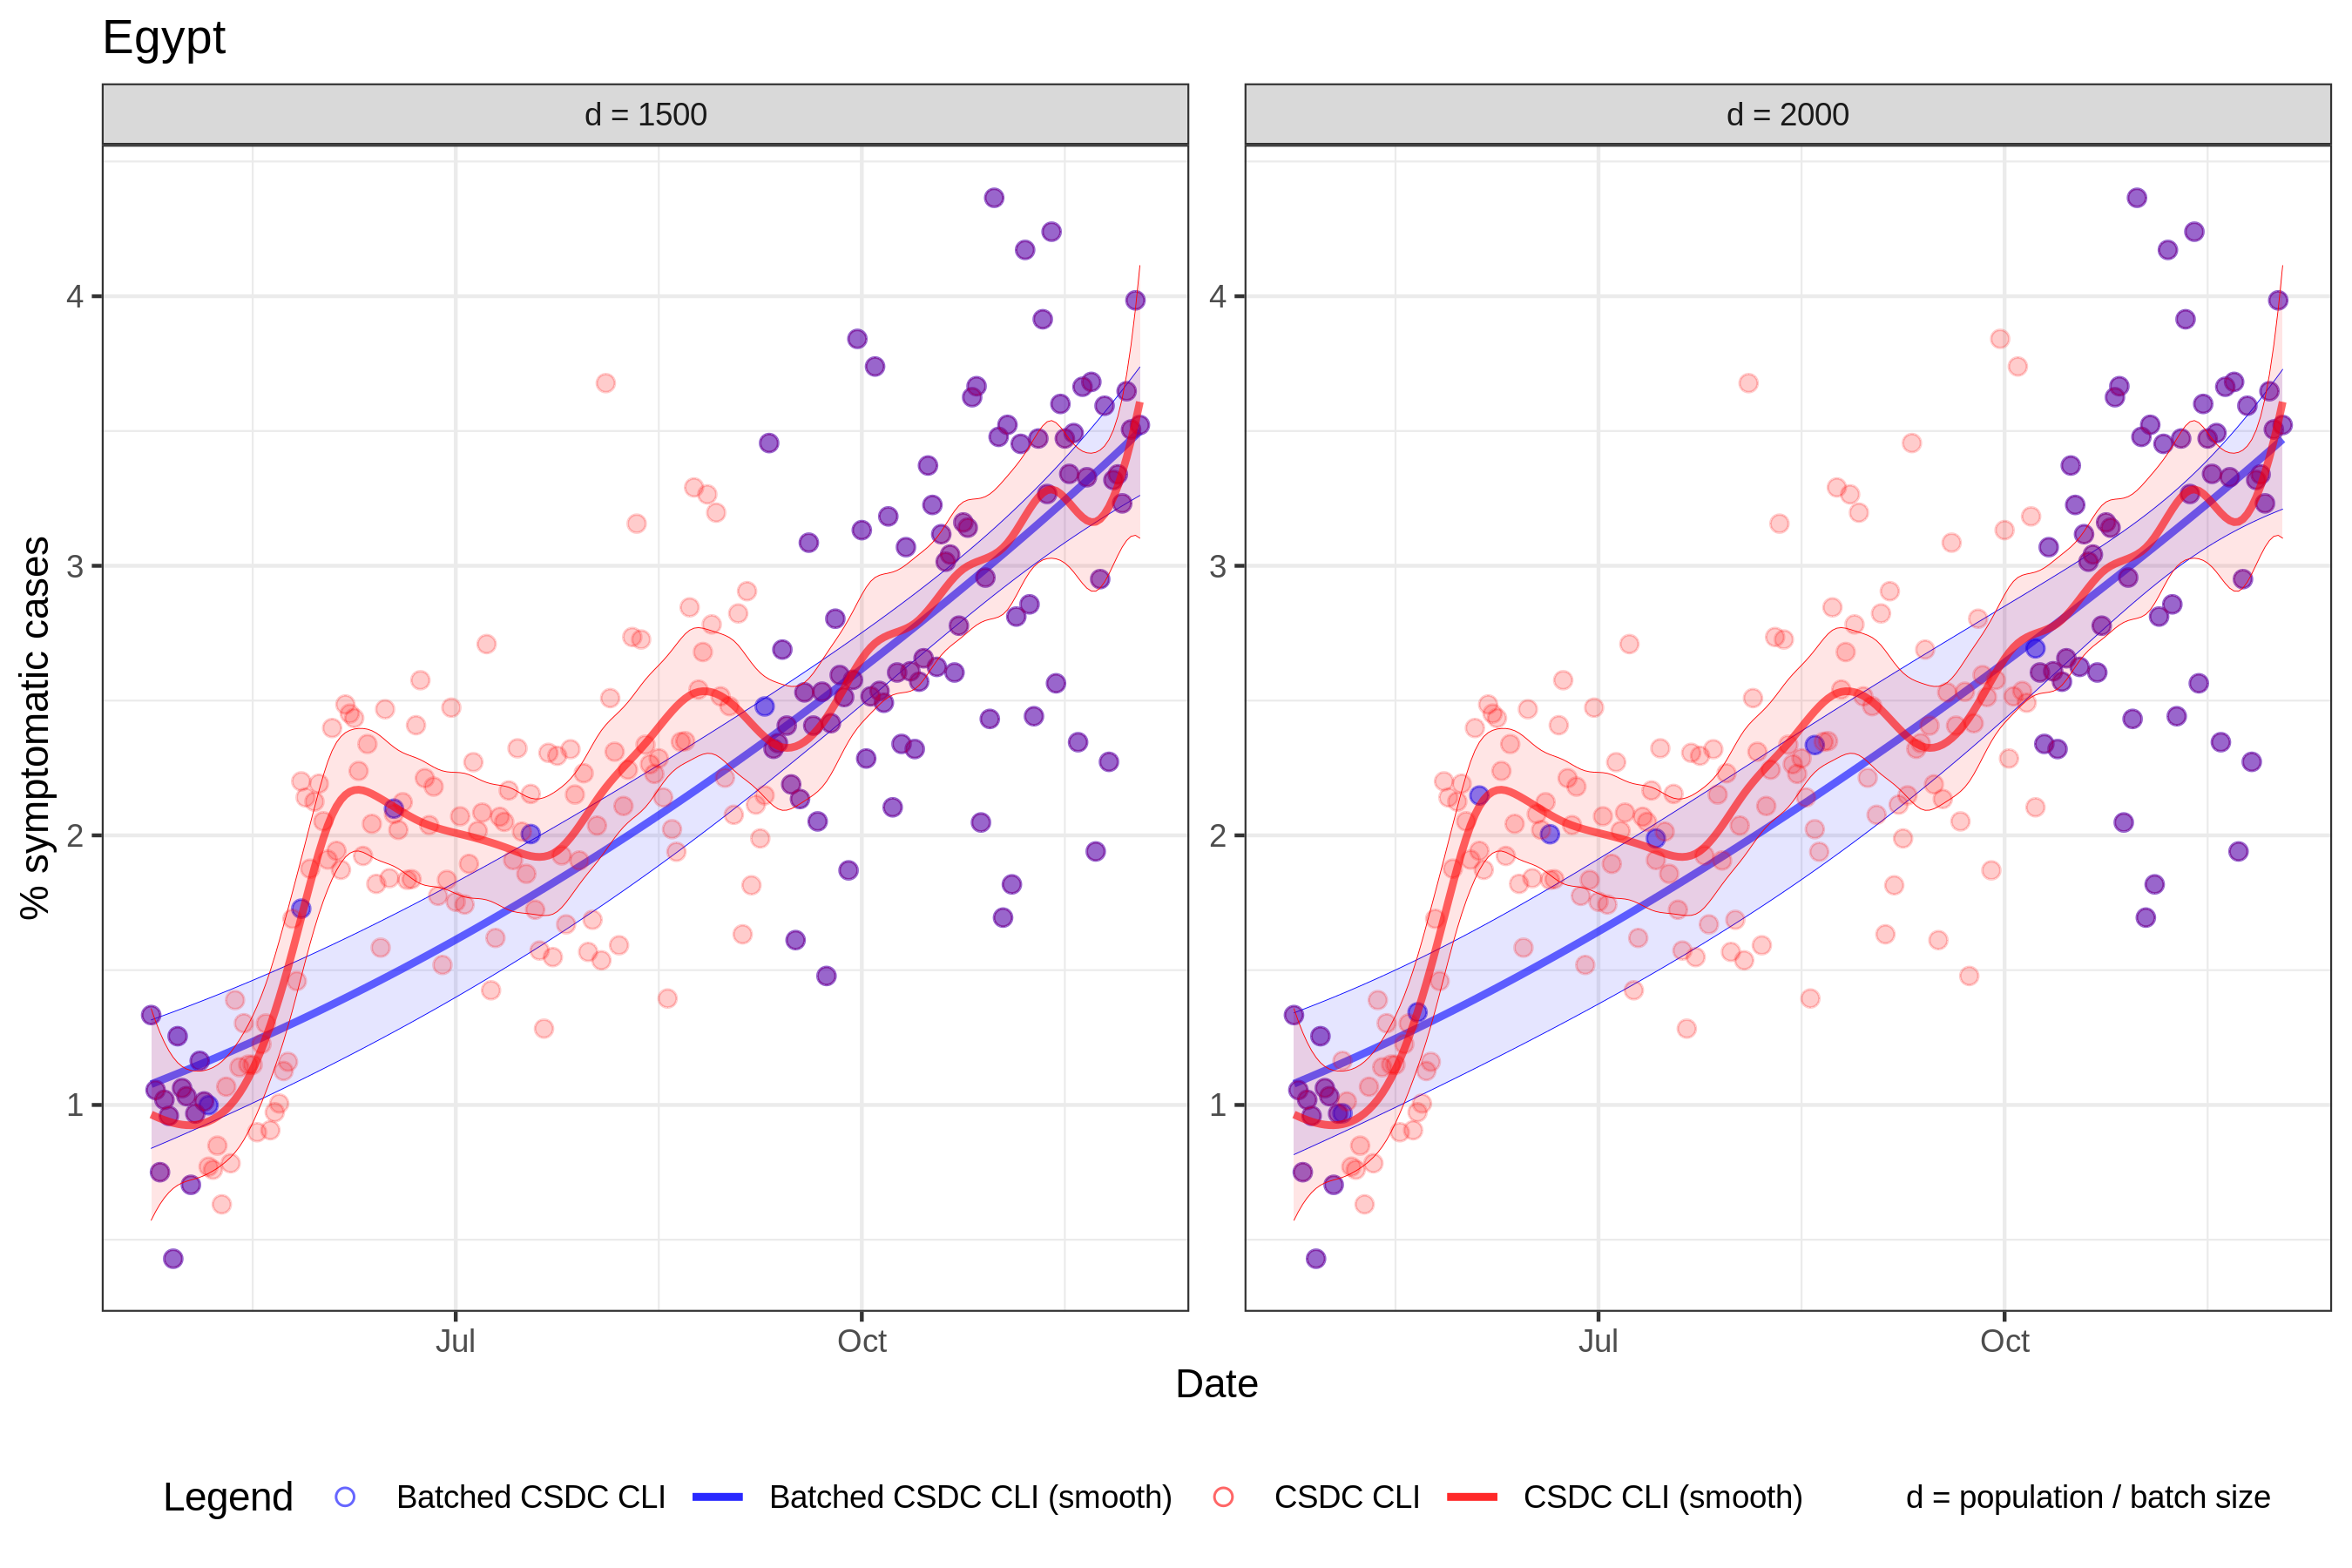 Egypt
d = 1500
d = 2000
% symptomatic cases
4
3
2
1
4
3
2
1
Jul
Oct
Jul
Oct
Date
Legend
Batched CSDC CLI
Batched CSDC CLI (smooth)
CSDC CLI
CSDC CLI (smooth)
d = population / batch size